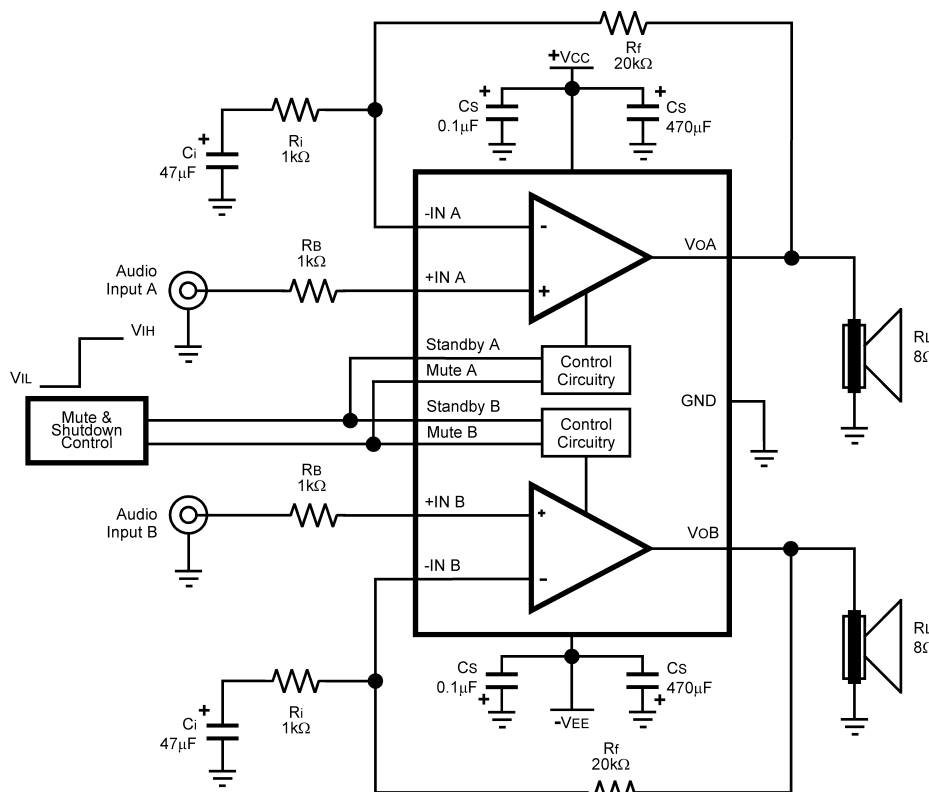 Rf
20kΩ
+VCC
+
CS
0.1µF
+
CS
470µF
+
Ci
47µF
Ri
1kΩ
-IN A
-
VOA
Audio
Input A
RB
1kΩ
+IN A
+
VIH
VIL
Standby A
Mute A
Control
Circuitry
RL
8Ω
Mute &
Shutdown
Control
Standby B
Mute B
Control
Circuitry
GND
Audio
Input B
RB
1kΩ
+IN B
+
VOB
-IN B
-
RL
8Ω
CS
0.1µF
+
CS
470µF
+
-VEE
+
Ci
47µF
Ri
1kΩ
Rf
20kΩ